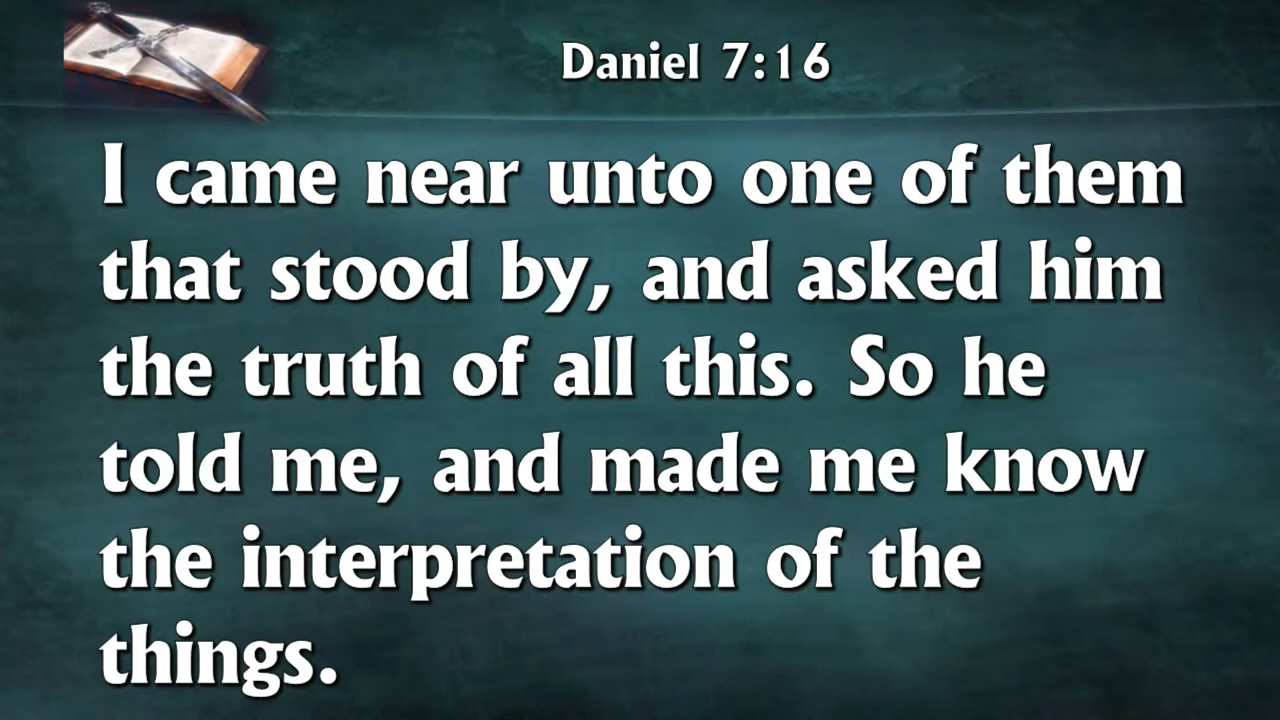 Daniel 7:16
I came near unto one of them
that stood by, and asked him
the truth of all this. So he
told me, and made me know
the interpretation of the
things.